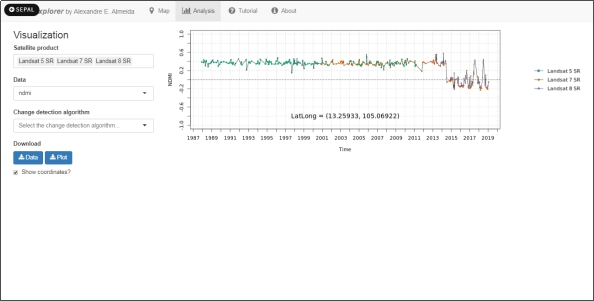 SEPAL
xplorer by Alexandre E. Almeida
Map
Analysis
Tutorial
About
Visualization
Satellite product
Landsat 5 SR Landsat 7 SR Landsat 8 SR
Data
ndmi
Change detection algorithm
Select the change detection algorithm...
Download
Data
Plot
Show coordinates?
NDMI
1.0
0.6
0.2
-0.2
-0.6
-1.0
LatLong = (13.25933, 105.06922)
1987 1989 1991 1993 1995 1997 1999 2001 2003 2005 2007 2009 2011 2013 2015 2017 2019
Time
Landsat 5 SR
Landsat 7 SR
Landsat 8 SR